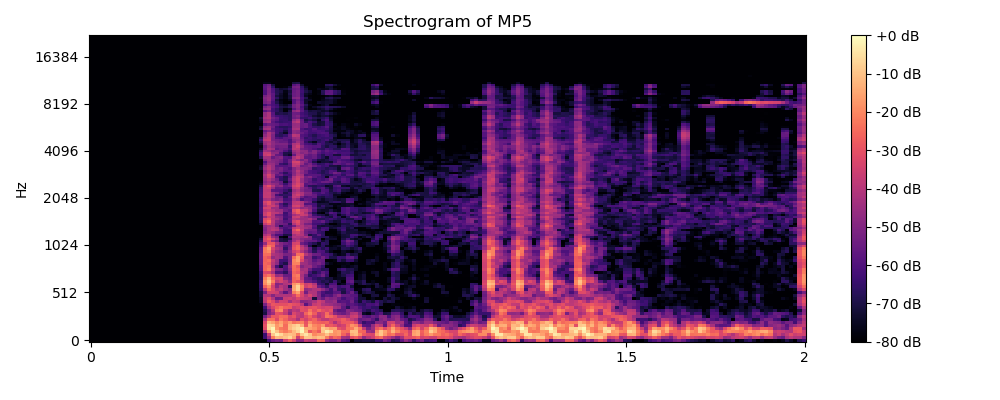 Spectrogram of MP5
Hz
16384
8192
4096
2048
1024
512
0
0
0.5
1
1.5
2
Time
+0 dB
-10 dB
-20 dB
-30 dB
-40 dB
-50 dB
-60 dB
-70 dB
-80 dB